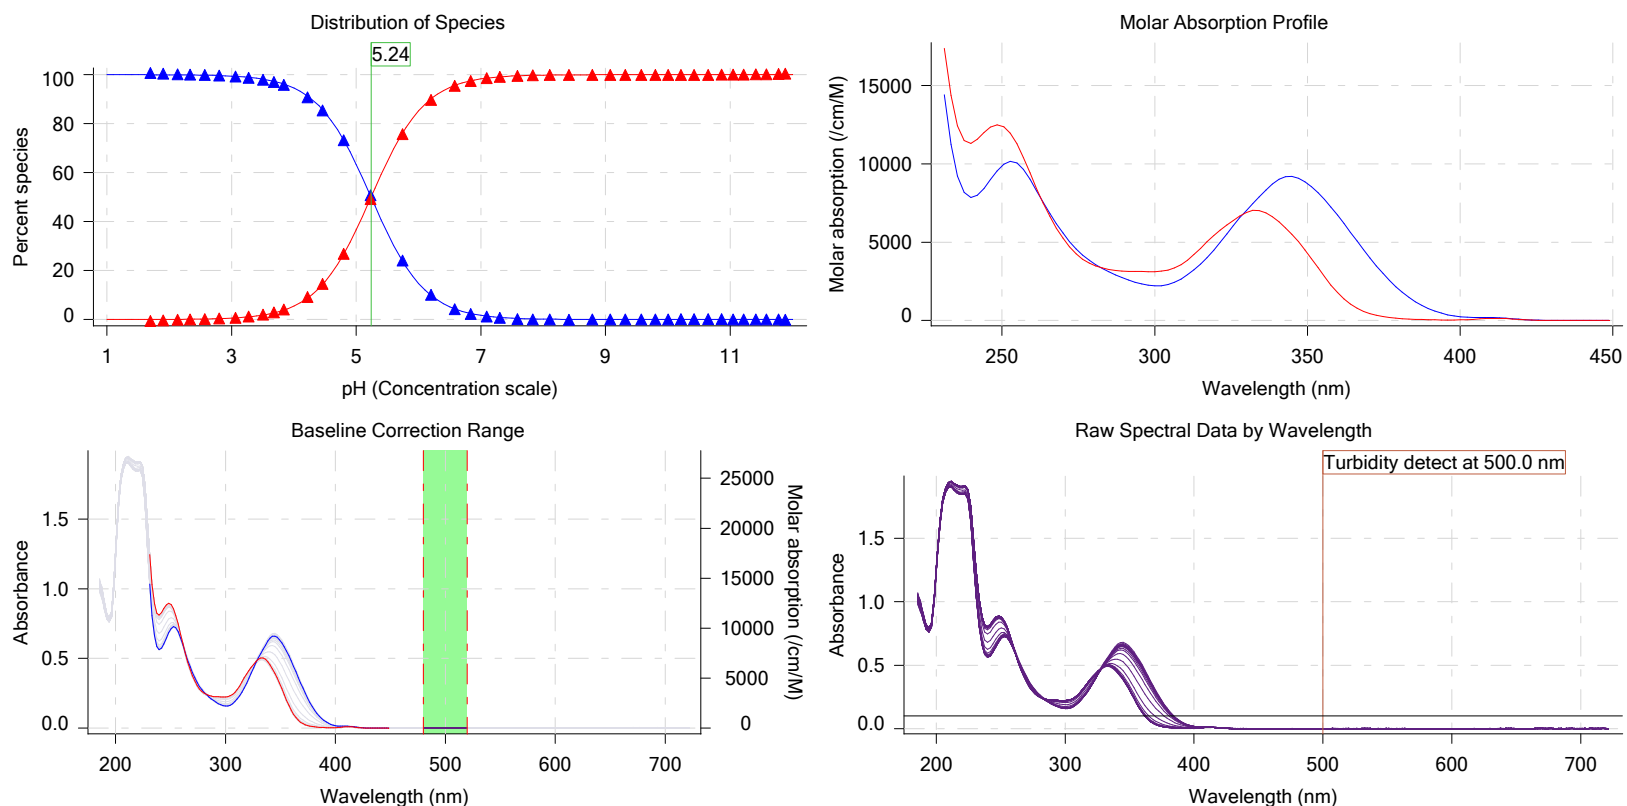 Distribution of Species
5.24
100
80
60
40
20
0
Percent species
1 3 5 7 9 11
pH (Concentration scale)
Molar Absorption Profile
15000
10000
5000
0
Molar absorption (/cm/M)
250 300 350 400 450
Wavelength (nm)
Baseline Correction Range
1.5
1.0
0.5
0.0
Absorbance
25000
20000
15000
10000
5000
0
Molar absorption (/cm/M)
200 300 400 500 600 700
Wavelength (nm)
Raw Spectral Data by Wavelength
Turbidity detect at 500.0 nm
1.5
1.0
0.5
0.0
Absorbance
200 300 400 500 600 700
Wavelength (nm)